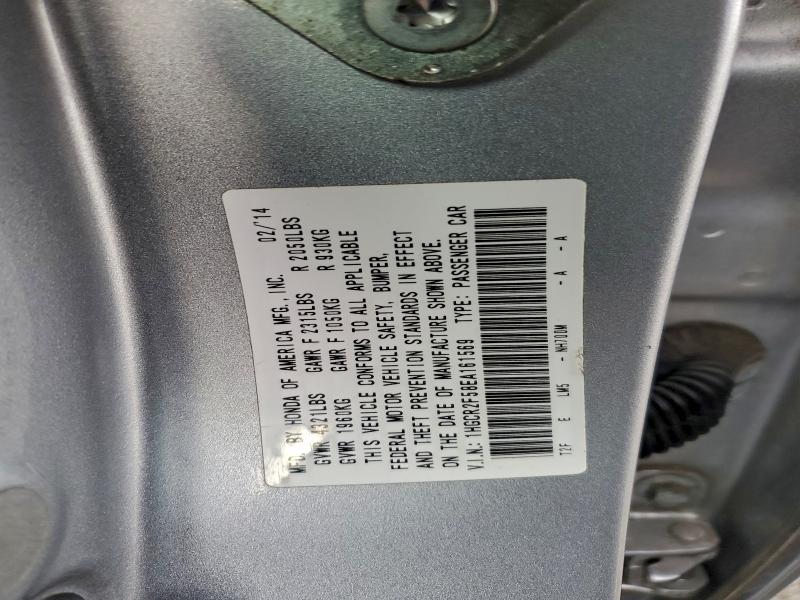 MFD. BY HONDA OF AMERICA MFG., INC. 02/'14
GVWR 4321LBS GAWR F 2315LBS R 2050LBS
GVWR 1960KG GAWR F 1050KG R 930KG
THIS VEHICLE CONFORMS TO ALL APPLICABLE
FEDERAL MOTOR VEHICLE SAFETY, BUMPER,
AND THEFT PREVENTION STANDARDS IN EFFECT
ON THE DATE OF MANUFACTURE SHOWN ABOVE.
V.I.N.: 1HGCR2F58EA161569 TYPE: PASSENGER CAR
T2F E LM5 - NH770M - A - A